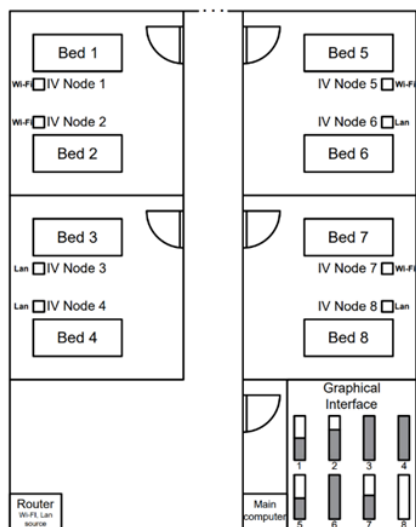 Bed 1
Wi-Fi IV Node 1
Wi-Fi IV Node 2
Bed 2
Bed 5
IV Node 5 Wi-Fi
IV Node 6 Lan
Bed 6
Bed 3
Lan IV Node 3
Lan IV Node 4
Bed 4
Bed 7
IV Node 7 Wi-Fi
IV Node 8 Lan
Bed 8
Graphical
Interface
1 2 3 4
5 6 7 8
Router
Wi-Fi, Lan
source
Main
computer